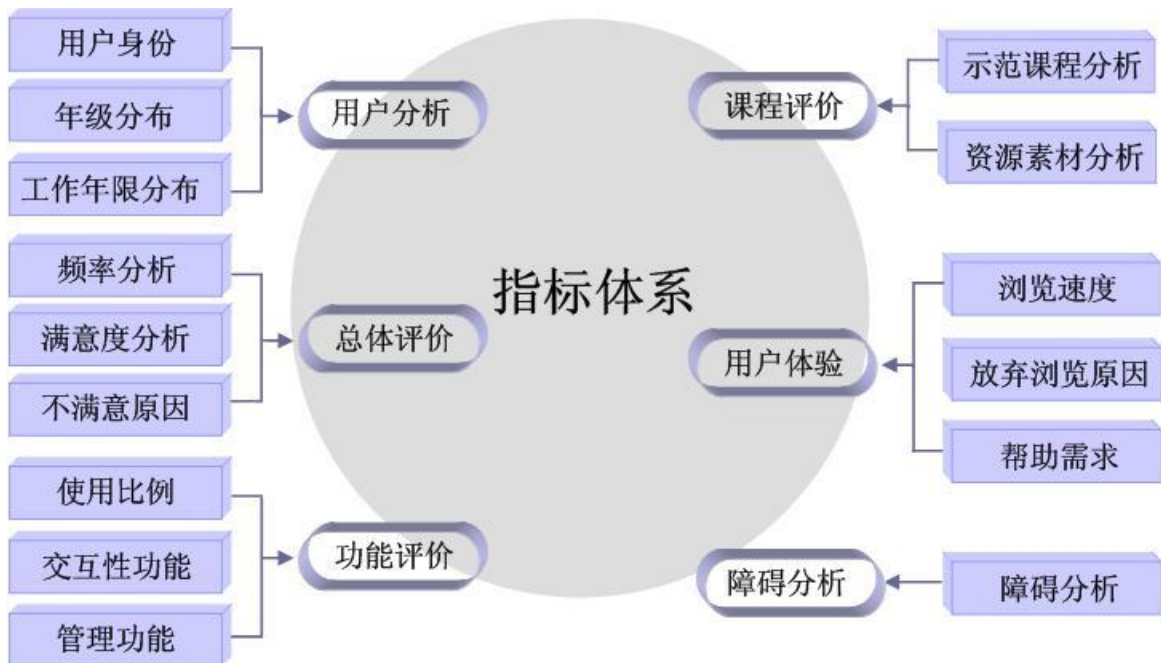 用户身份
年级分布
工作年限分布
用户分析
频率分析
满意度分析
不满意原因
总体评价
使用比例
交互性功能
管理功能
功能评价
指标体系
课程评价
示范课程分析
资源素材分析
用户体验
浏览速度
放弃浏览原因
帮助需求
障碍分析
障碍分析